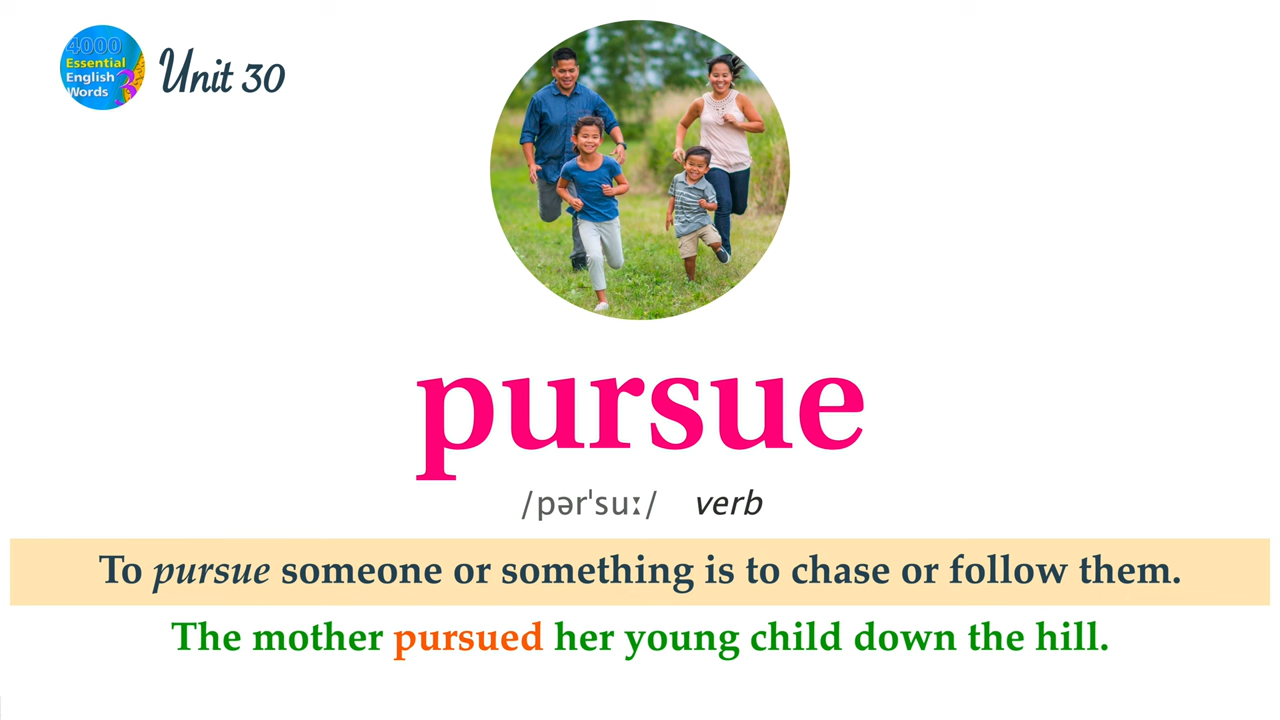 4000
Essential
English
Words 3
Unit 30
pursue
/pərˈsuː/ verb
To pursue someone or something is to chase or follow them.
The mother pursued her young child down the hill.